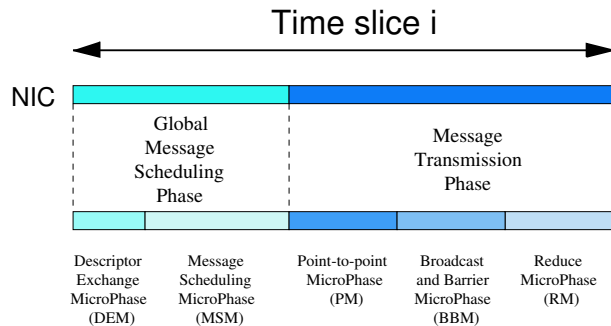 Time slice i
NIC
Global
Message
Scheduling
Phase
Message
Transmission
Phase
Descriptor
Exchange
MicroPhase
(DEM)
Message
Scheduling
MicroPhase
(MSM)
Point-to-point
MicroPhase
(PM)
Broadcast
and Barrier
MicroPhase
(BBM)
Reduce
MicroPhase
(RM)